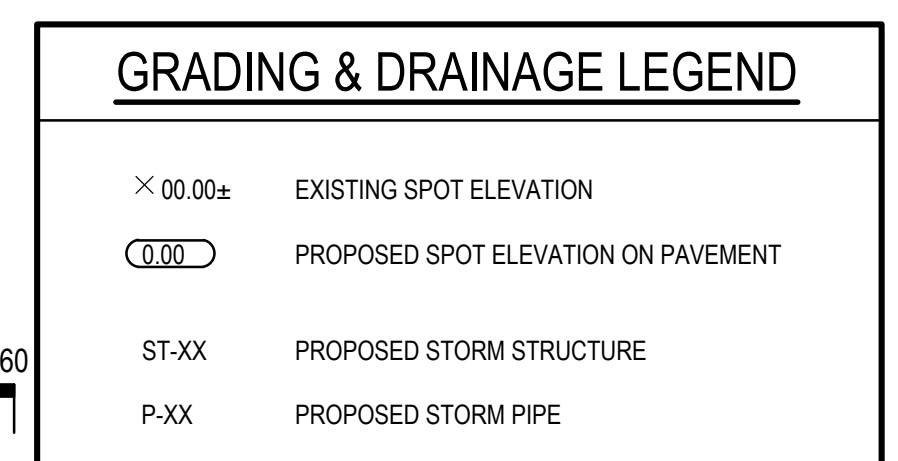 GRADING & DRAINAGE LEGEND
× 00.00± EXISTING SPOT ELEVATION
0.00 PROPOSED SPOT ELEVATION ON PAVEMENT
ST-XX PROPOSED STORM STRUCTURE
60
P-XX PROPOSED STORM PIPE